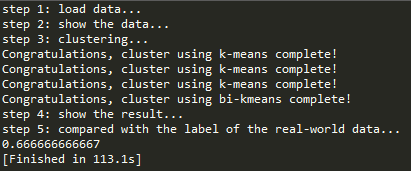 step 1: load data...
step 2: show the data...
step 3: clustering...
Congratulations, cluster using k-means complete!
Congratulations, cluster using k-means complete!
Congratulations, cluster using k-means complete!
Congratulations, cluster using bi-kmeans complete!
step 4: show the result...
step 5: compared with the label of the real-world data...
0.666666666667
[Finished in 113.1s]